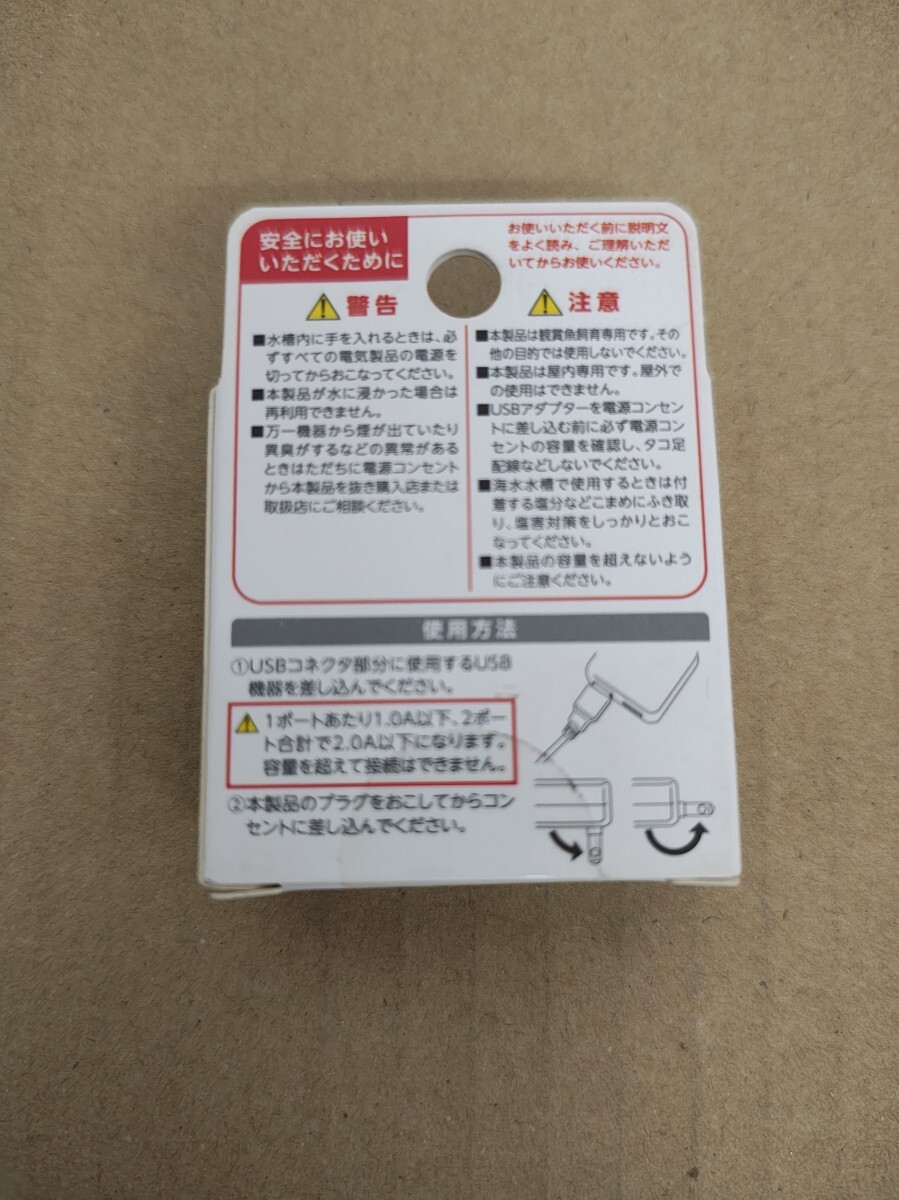 安全にお使い
いただくために
お使いいただく前に説明文
をよく読み、ご理解いただ
いてからお使いください。
警告
■水槽内に手を入れるときは、必
ずすべての電気製品の電源を
切ってからおこなってください。
■本製品が水に浸かった場合は
再利用できません。
■万一機器から煙が出ていたり
異臭がするなどの異常がある
ときはただちに電源コンセント
から本製品を抜き購入店または
取扱店にご相談ください。
注意
■本製品は観賞魚飼育専用です。その
他の目的では使用しないでください。
■本製品は屋内専用です。屋外で
の使用はできません。
■USBアダプターを電源コンセン
トに差し込む前に必ず電源コン
セントの容量を確認し、タコ足
配線などしないでください。
■海水水槽で使用するときは付
着する塩分などこまめにふき取
り、塩害対策をしっかりとおこ
なってください。
■本製品の容量を超えないよう
にご注意ください。
使用方法
①USBコネクタ部分に使用するUSB
機器を差し込んでください。
1ポートあたり1.0A以下、2ポー
ト合計で2.0A以下になります。
容量を超えて接続はできません。
②本製品のプラグをおこしてからコン
セントに差し込んでください。